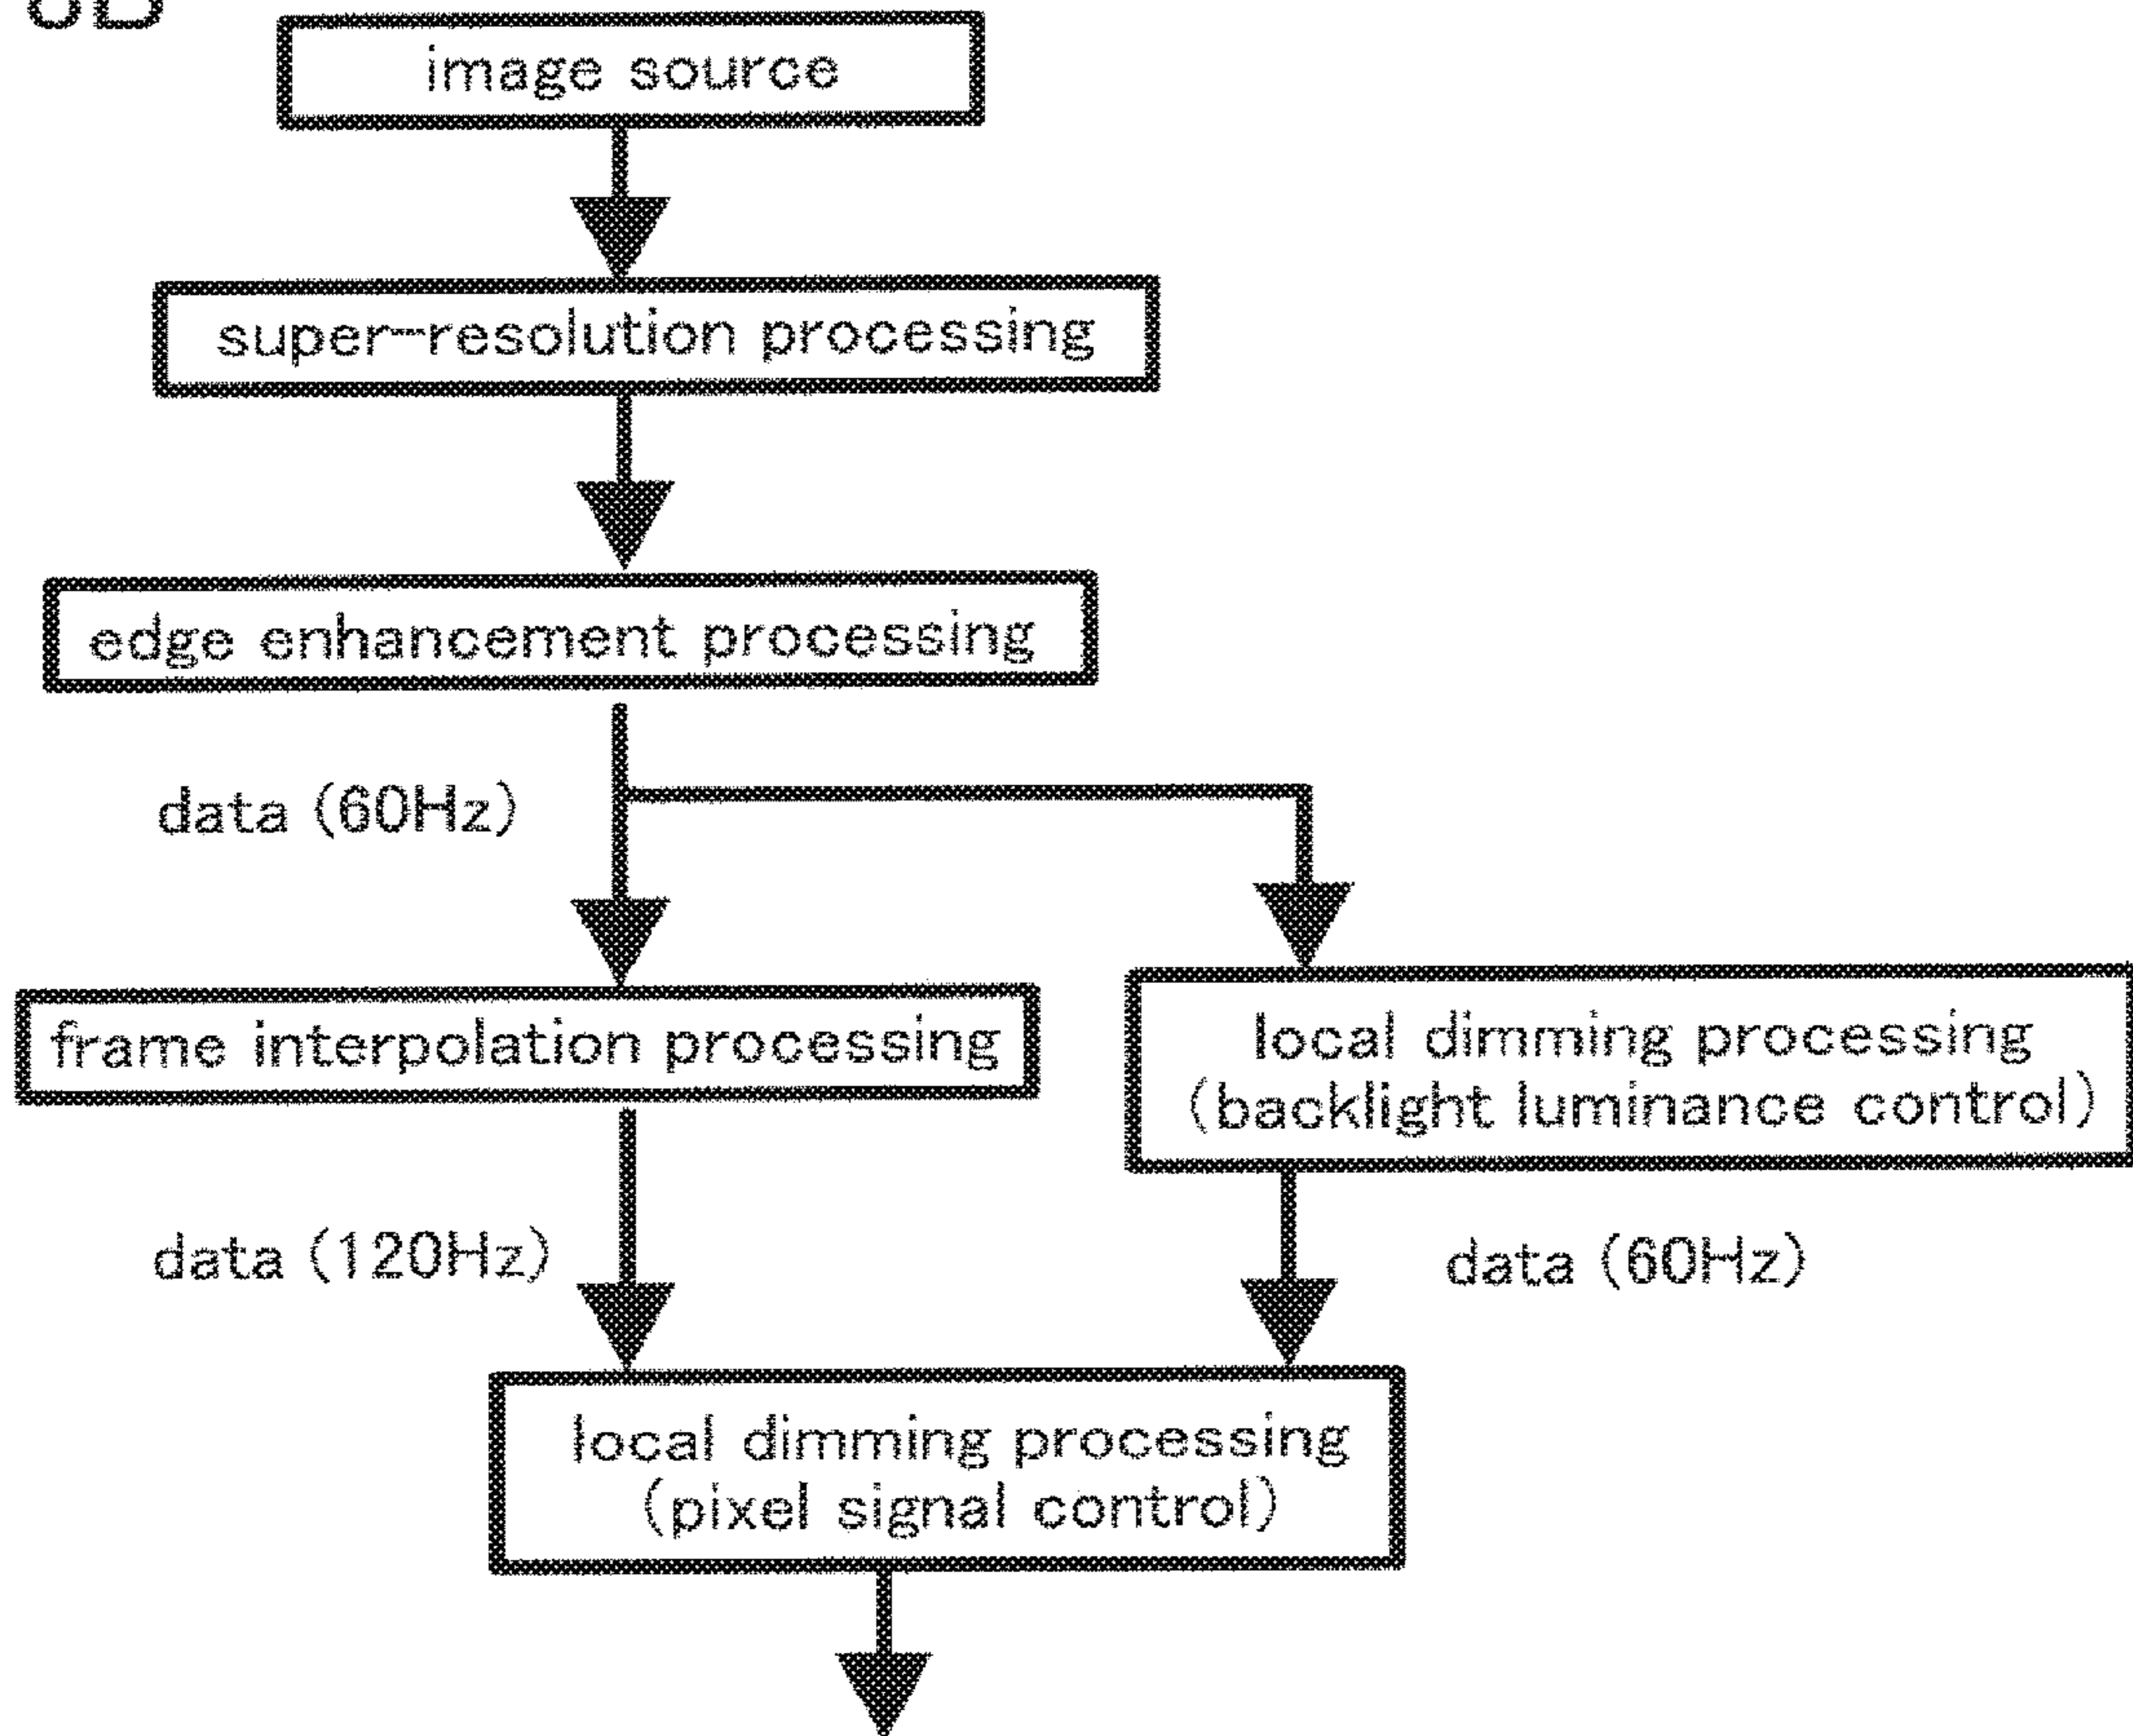 image source
super-resolution processing
edge enhancement processing
data (60Hz)
frame interpolation processing
local dimming processing
(backlight luminance control)
data (120Hz)
data (60Hz)
local dimming processing
(pixel signal control)